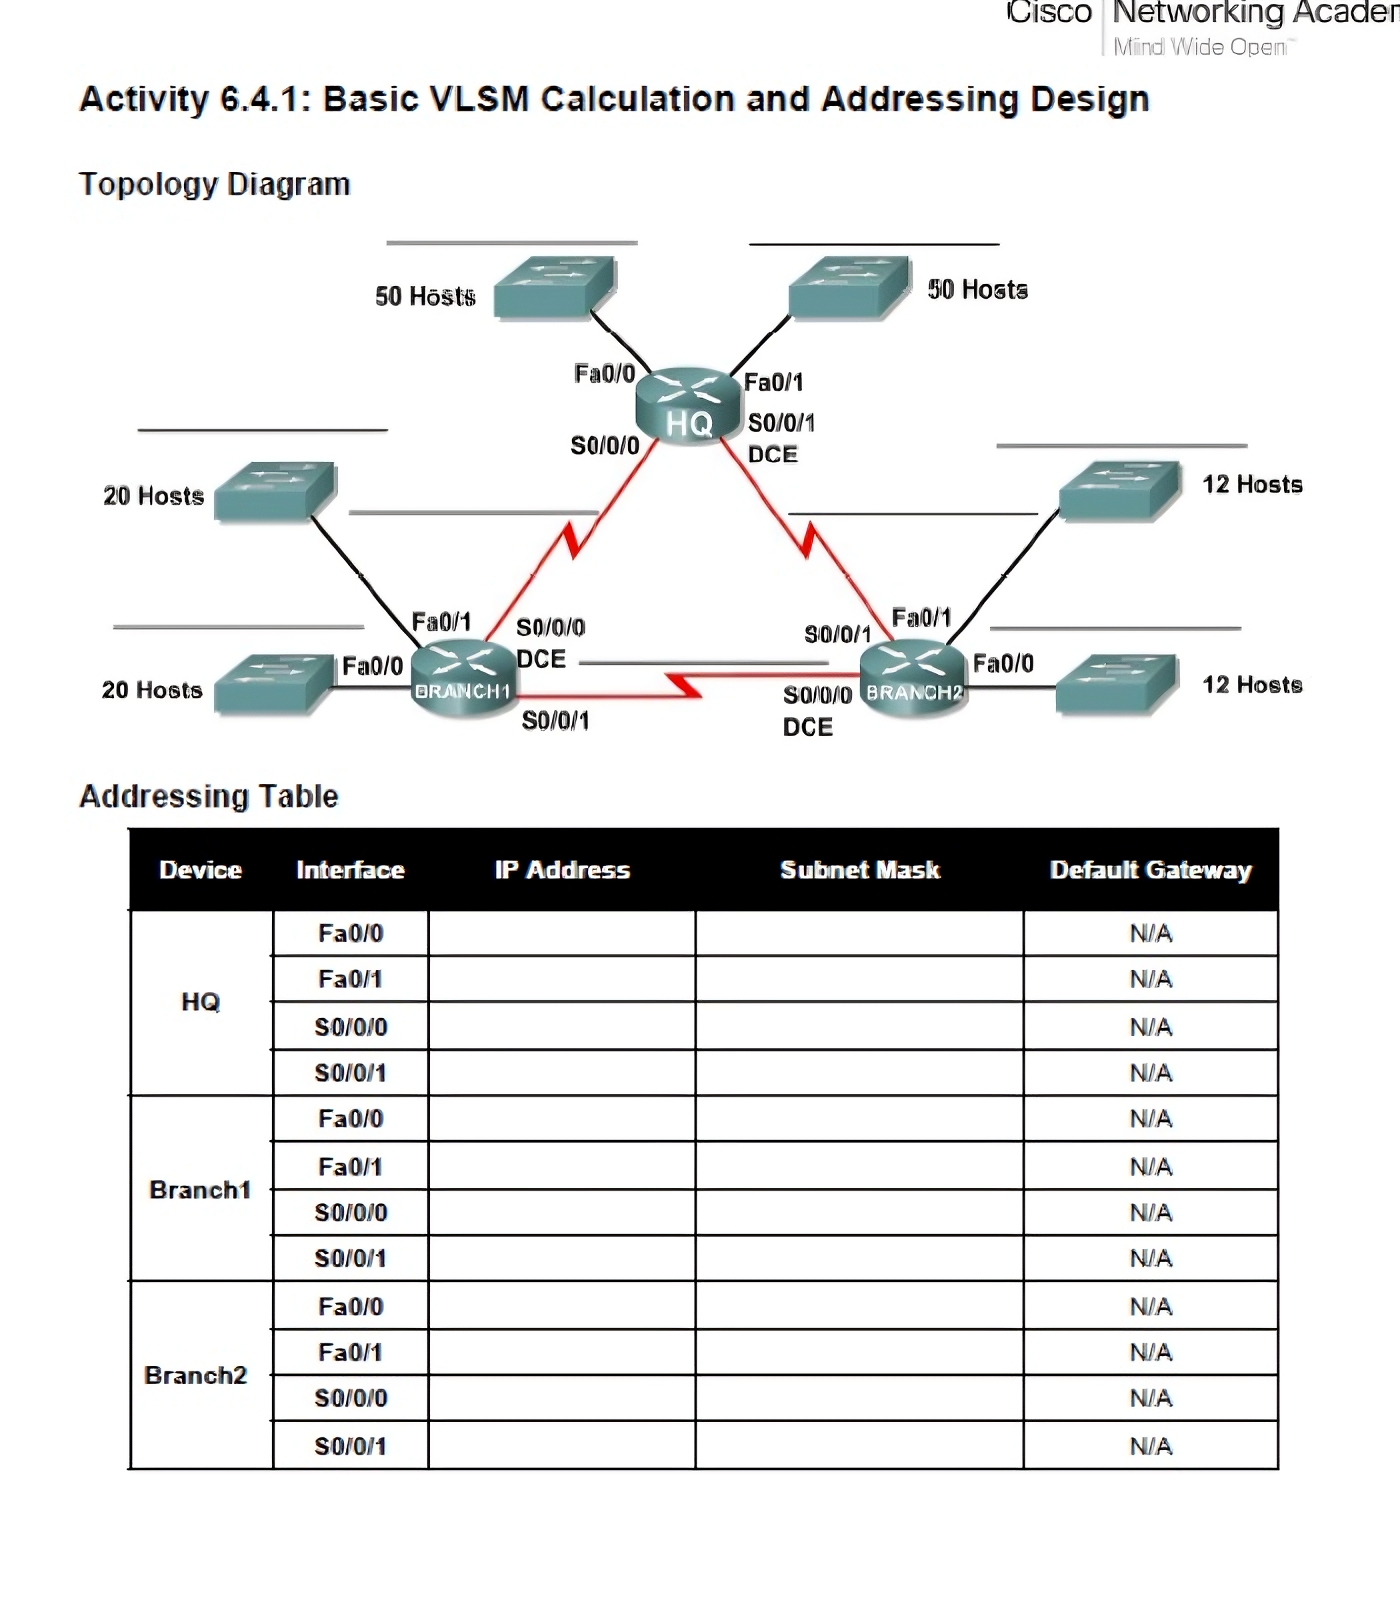 Cisco Networking Acader
Mind Wide Open™
Activity 6.4.1: Basic VLSM Calculation and Addressing Design
Topology Diagram
50 Hosts
50 Hosts
Fa0/0
Fa0/1
HQ
S0/0/1
S0/0/0
DCE
20 Hosts
12 Hosts
Fa0/1
S0/0/0
S0/0/1
Fa0/1
DCE
20 Hosts
Fa0/0
BRANCH1
S0/0/0
BRANCH2
Fa0/0
12 Hosts
S0/0/1
DCE
Addressing Table
Device Interface IP Address Subnet Mask Default Gateway
HQ
Fa0/0 N/A
Fa0/1 N/A
S0/0/0 N/A
S0/0/1 N/A
Branch1
Fa0/0 N/A
Fa0/1 N/A
S0/0/0 N/A
S0/0/1 N/A
Branch2
Fa0/0 N/A
Fa0/1 N/A
S0/0/0 N/A
S0/0/1 N/A